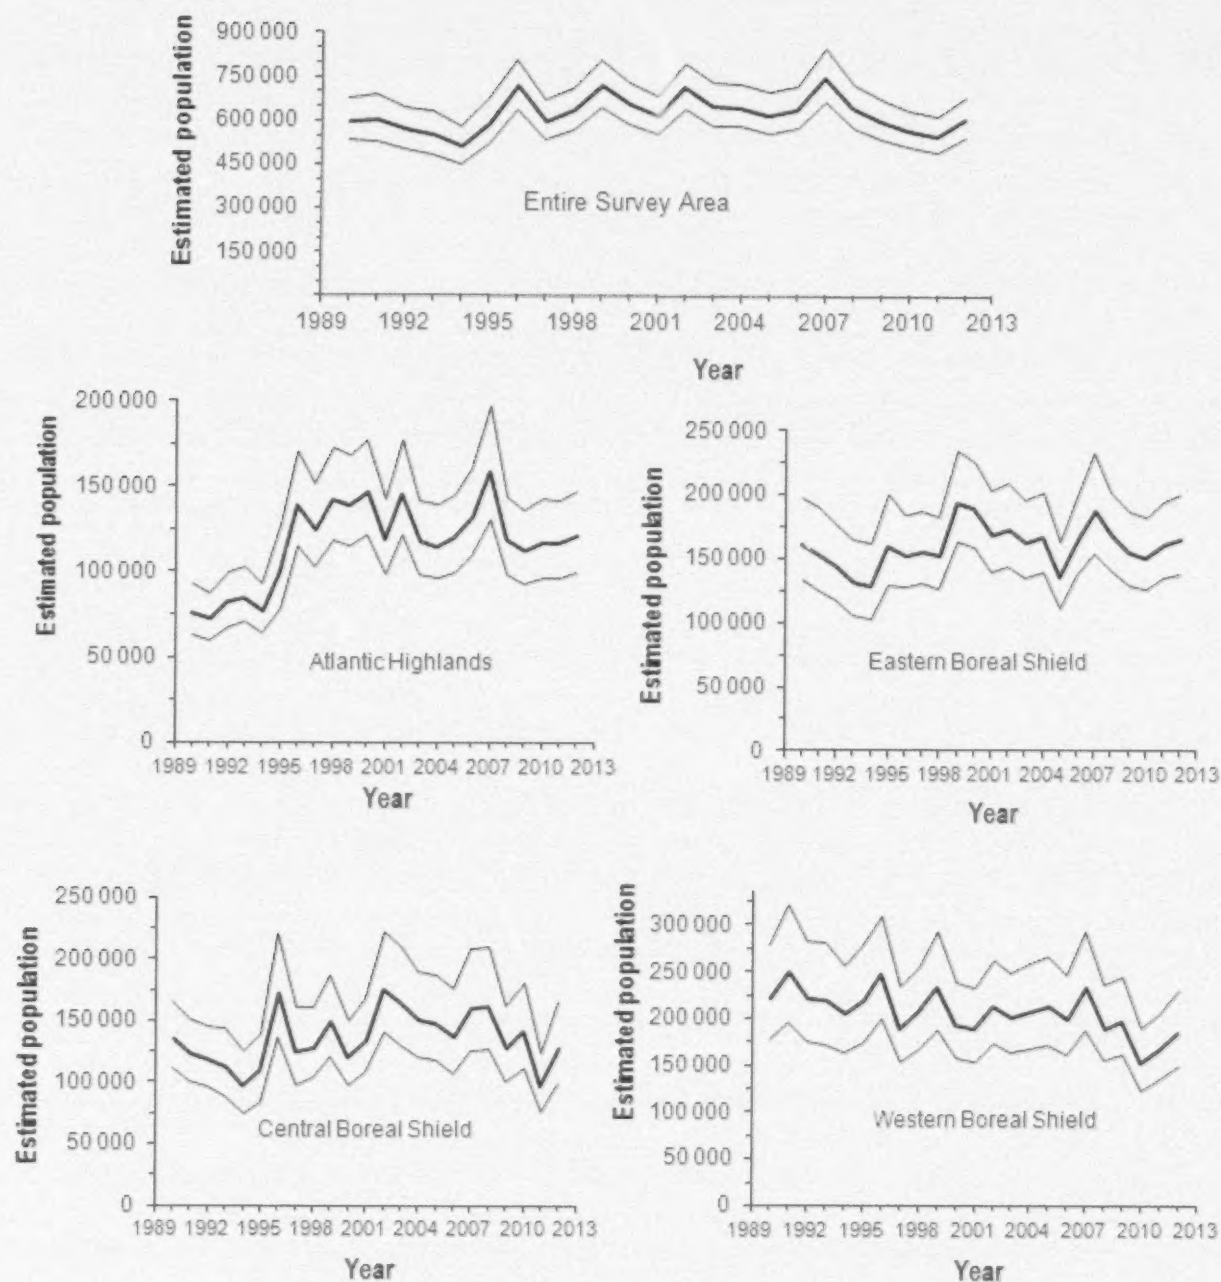 Estimated population
900 000
750 000
600 000
450 000
300 000
150 000
Entire Survey Area
1989 1992 1995 1998 2001 2004 2007 2010 2013
Year
Estimated population
200 000
150 000
100 000
50 000
0
Atlantic Highlands
1989 1992 1995 1998 2001 2004 2007 2010 2013
Year
Estimated population
250 000
200 000
150 000
100 000
50 000
0
Eastern Boreal Shield
1989 1992 1995 1998 2001 2004 2007 2010 2013
Year
Estimated population
250 000
200 000
150 000
100 000
50 000
0
Central Boreal Shield
1989 1992 1995 1998 2001 2004 2007 2010 2013
Year
Estimated population
300 000
250 000
200 000
150 000
100 000
50 000
0
Western Boreal Shield
1989 1992 1995 1998 2001 2004 2007 2010 2013
Year